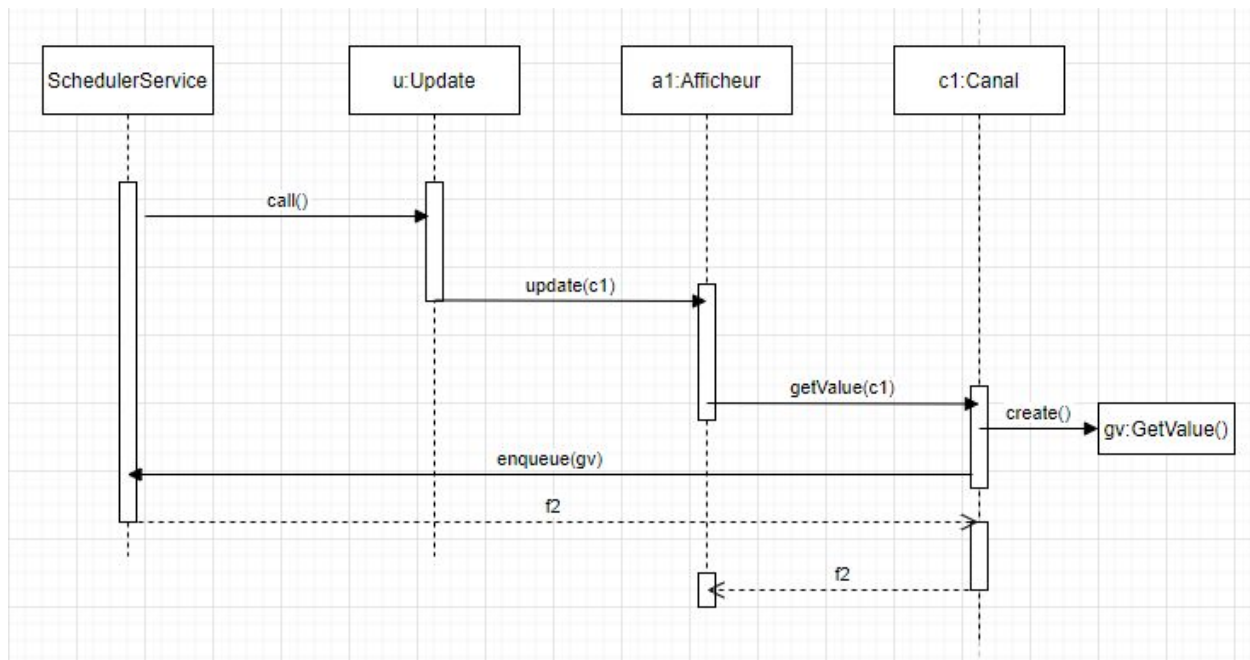 SchedulerService
u:Update
a1:Afficheur
c1:Canal
call()
update(c1)
getValue(c1)
create()
gv:GetValue()
enqueue(gv)
f2
f2